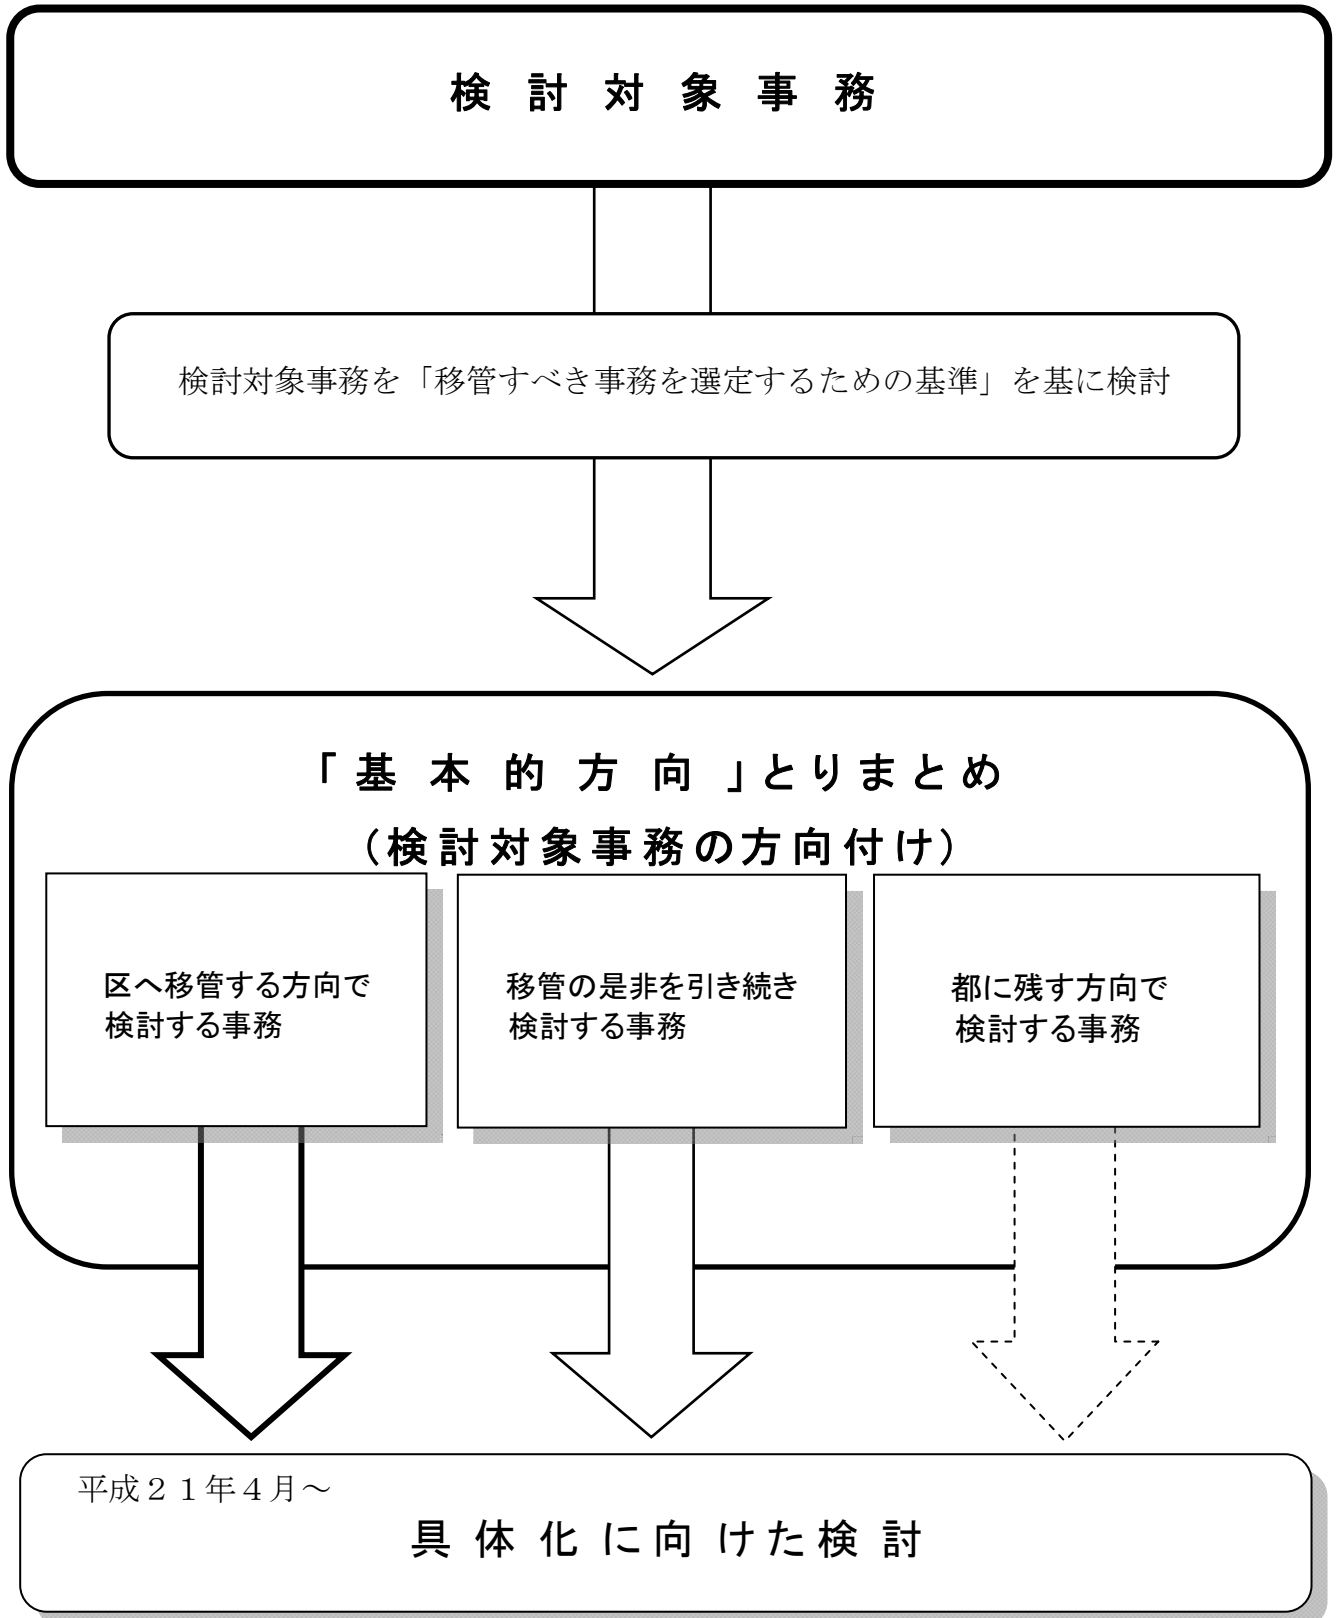 検討対象事務
検討対象事務を「移管すべき事務を選定するための基準」を基に検討
「基本的方向」とりまとめ
(検討対象事務の方向付け)
区へ移管する方向で
検討する事務
移管の是非を引き続き
検討する事務
都に残す方向で
検討する事務
平成２１年４月～
具体化に向けた検討